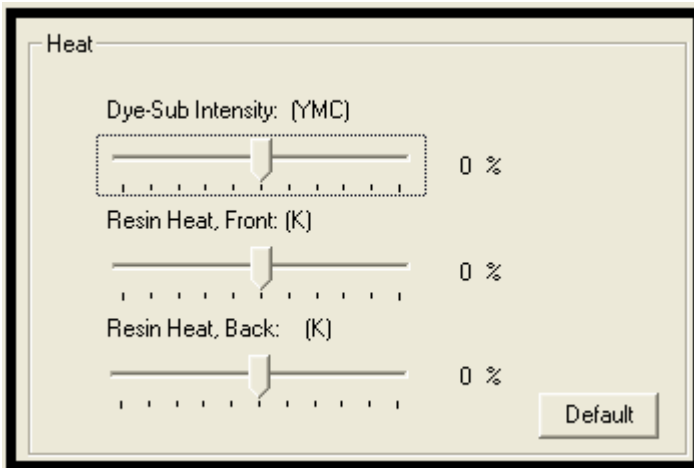 Heat
Dye-Sub Intensity: (YMC)
0 %
Resin Heat, Front: (K)
0 %
Resin Heat, Back: (K)
0 %
Default